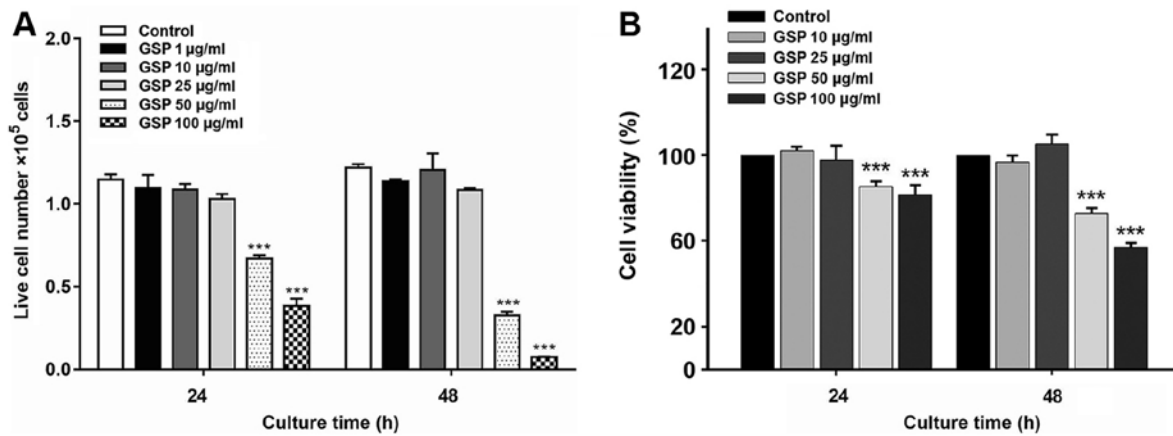 A
Control
GSP 1 µg/ml
GSP 10 µg/ml
GSP 25 µg/ml
GSP 50 µg/ml
GSP 100 µg/ml
Live cell number ×10⁵ cells
2.0
1.5
1.0
0.5
0.0
***
***
***
***
24
48
Culture time (h)
B
Control
GSP 10 µg/ml
GSP 25 µg/ml
GSP 50 µg/ml
GSP 100 µg/ml
Cell viability (%)
120
100
60
20
0
***
***
***
***
24
48
Culture time (h)